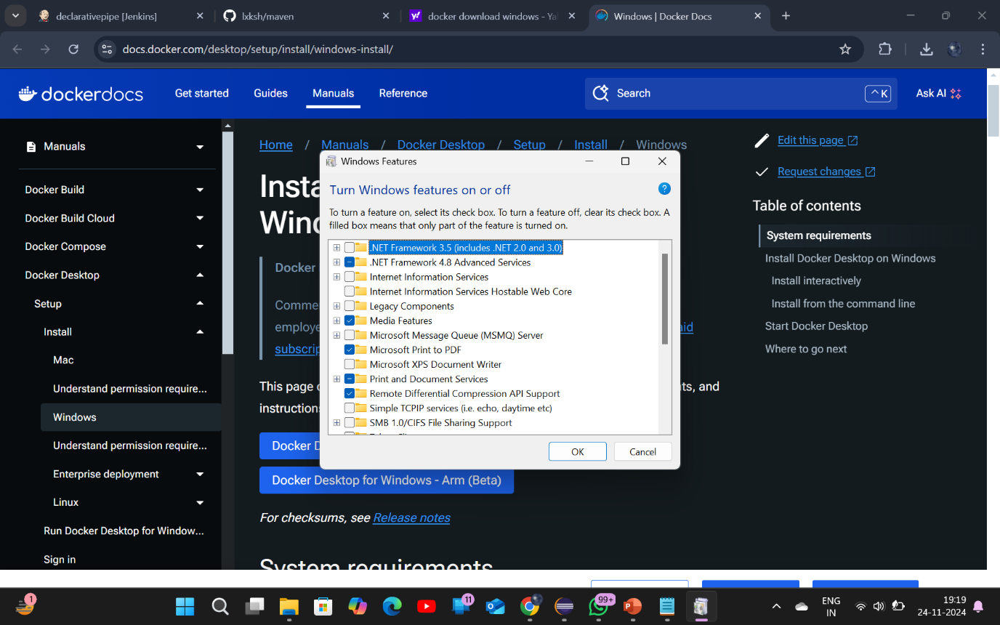 declarativepipe [Jenkins]
lxksh/maven
docker download windows - Ya
Windows | Docker Docs
docs.docker.com/desktop/setup/install/windows-install/
dockerdocs
Get started
Guides
Manuals
Reference
Search
^ K
Ask AI
Manuals
Docker Build
Docker Build Cloud
Docker Compose
Docker Desktop
Setup
Install
Mac
Understand permission require...
Windows
Understand permission require...
Enterprise deployment
Linux
Run Docker Desktop for Window...
Sign in
Home / Manuals / Docker Desktop / Setup / Install / Windows
Docker
This page
For checksums, see Release notes
Docker Desktop for Windows - Arm (Beta)
System requirements
Windows Features
Turn Windows features on or off
To turn a feature on, select its check box. To turn a feature off, clear its check box. A
filled box means that only part of the feature is turned on.
.NET Framework 3.5 (includes .NET 2.0 and 3.0)
.NET Framework 4.8 Advanced Services
Internet Information Services
Internet Information Services Hostable Web Core
Legacy Components
Media Features
Microsoft Message Queue (MSMQ) Server
Microsoft Print to PDF
Microsoft XPS Document Writer
Print and Document Services
Remote Differential Compression API Support
Simple TCPIP services (i.e. echo, daytime etc)
SMB 1.0/CIFS File Sharing Support
OK
Cancel
Edit this page
Request changes
Table of contents
System requirements
Install Docker Desktop on Windows
Install interactively
Install from the command line
Start Docker Desktop
Where to go next
1
11
99+
ENG
IN
19:19
24-11-2024